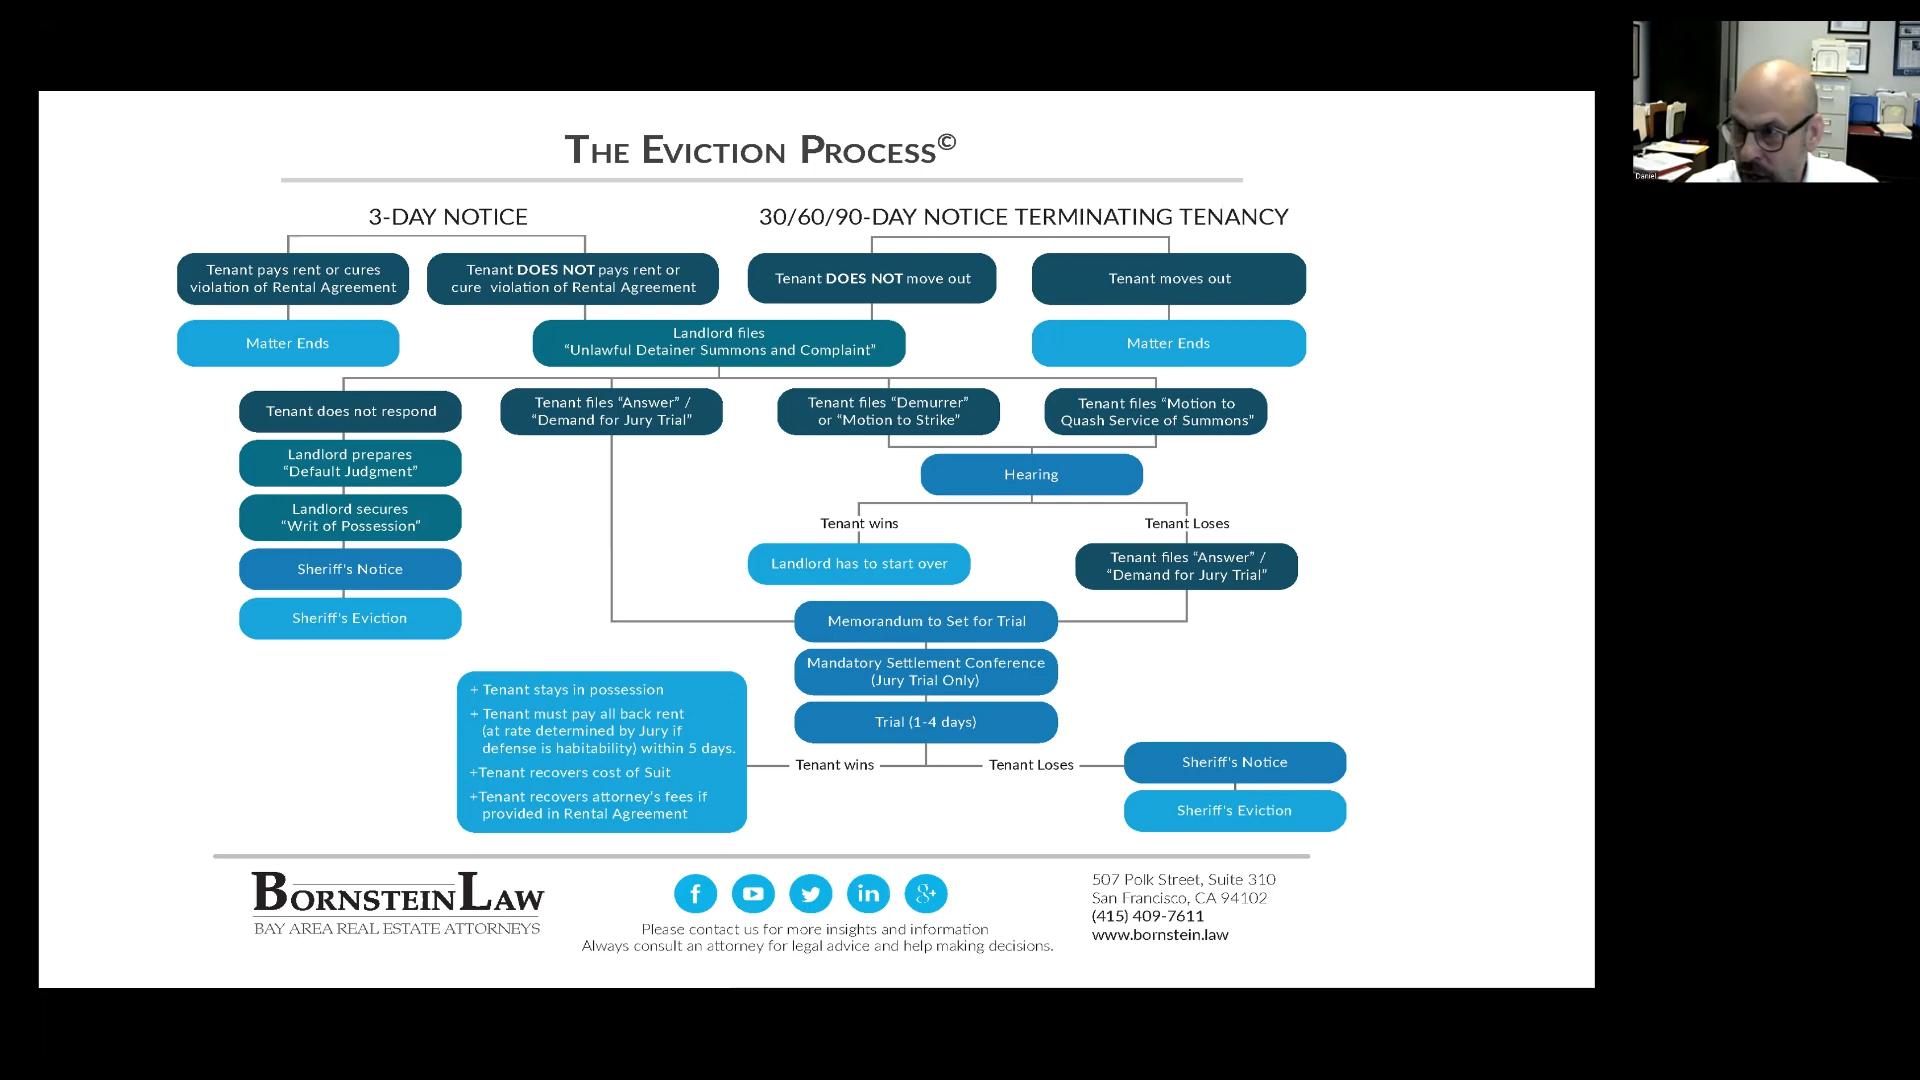 THE EVICTION PROCESS©
3-DAY NOTICE
30/60/90-DAY NOTICE TERMINATING TENANCY
Tenant pays rent or cures
violation of Rental Agreement
Tenant DOES NOT pays rent or
cure violation of Rental Agreement
Tenant DOES NOT move out
Tenant moves out
Matter Ends
Landlord files
“Unlawful Detainer Summons and Complaint”
Matter Ends
Tenant does not respond
Tenant files “Answer” /
“Demand for Jury Trial”
Tenant files “Demurrer”
or “Motion to Strike”
Tenant files “Motion to
Quash Service of Summons”
Landlord prepares
“Default Judgment”
Landlord secures
“Writ of Possession”
Sheriff's Notice
Sheriff's Eviction
Hearing
Tenant wins
Tenant Loses
Landlord has to start over
Tenant files “Answer” /
“Demand for Jury Trial”
Memorandum to Set for Trial
Mandatory Settlement Conference
(Jury Trial Only)
Trial (1-4 days)
Tenant wins
Tenant Loses
+ Tenant stays in possession
+ Tenant must pay all back rent
(at rate determined by Jury if
defense is habitability) within 5 days.
+Tenant recovers cost of Suit
+Tenant recovers attorney's fees if
provided in Rental Agreement
Sheriff's Notice
Sheriff's Eviction
BORNSTEIN LAW
BAY AREA REAL ESTATE ATTORNEYS
Please contact us for more insights and information
Always consult an attorney for legal advice and help making decisions.
507 Polk Street, Suite 310
San Francisco, CA 94102
(415) 409-7611
www.bornstein.law
Daniel